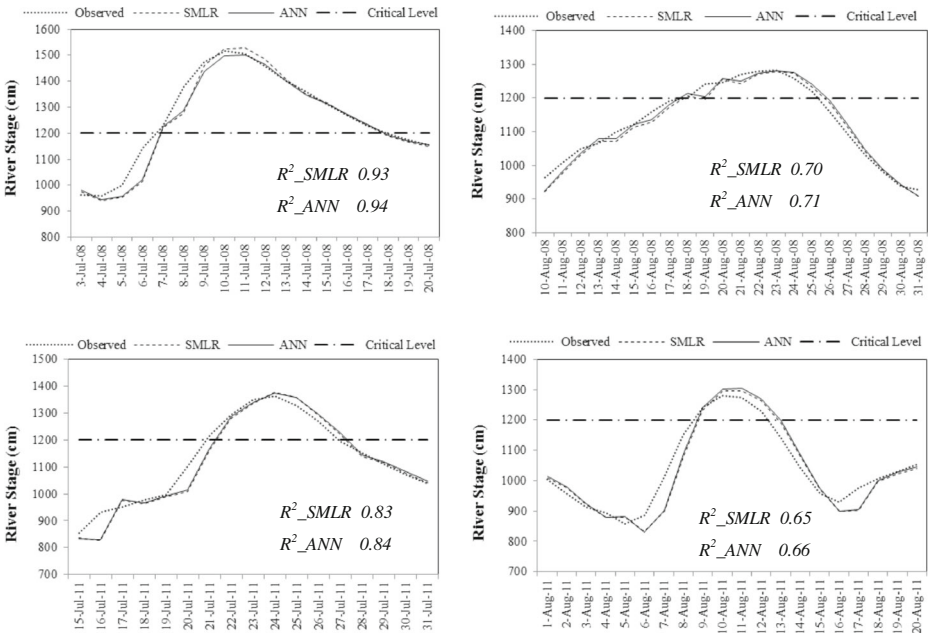 Observed SMLR ANN Critical Level
River Stage (cm)
1600
1500
1400
1300
1200
1100
1000
900
800
R²_SMLR 0.93
R²_ANN 0.94
3-Jul-08
4-Jul-08
5-Jul-08
6-Jul-08
7-Jul-08
8-Jul-08
9-Jul-08
10-Jul-08
11-Jul-08
12-Jul-08
13-Jul-08
14-Jul-08
15-Jul-08
16-Jul-08
17-Jul-08
18-Jul-08
19-Jul-08
20-Jul-08
Observed SMLR ANN Critical Level
River Stage (cm)
1400
1300
1200
1100
1000
900
800
R²_SMLR 0.70
R²_ANN 0.71
10-Aug-08
11-Aug-08
12-Aug-08
13-Aug-08
14-Aug-08
15-Aug-08
16-Aug-08
17-Aug-08
18-Aug-08
19-Aug-08
20-Aug-08
21-Aug-08
22-Aug-08
23-Aug-08
24-Aug-08
25-Aug-08
26-Aug-08
27-Aug-08
28-Aug-08
29-Aug-08
30-Aug-08
31-Aug-08
Observed SMLR ANN Critical Level
River Stage (cm)
1500
1400
1300
1200
1100
1000
900
800
700
R²_SMLR 0.83
R²_ANN 0.84
15-Jul-11
16-Jul-11
17-Jul-11
18-Jul-11
19-Jul-11
20-Jul-11
21-Jul-11
22-Jul-11
23-Jul-11
24-Jul-11
25-Jul-11
26-Jul-11
27-Jul-11
28-Jul-11
29-Jul-11
30-Jul-11
31-Jul-11
Observed SMLR ANN Critical Level
River Stage (cm)
1400
1300
1200
1100
1000
900
800
700
R²_SMLR 0.65
R²_ANN 0.66
1-Aug-11
2-Aug-11
3-Aug-11
4-Aug-11
5-Aug-11
6-Aug-11
7-Aug-11
8-Aug-11
9-Aug-11
10-Aug-11
11-Aug-11
12-Aug-11
13-Aug-11
14-Aug-11
15-Aug-11
16-Aug-11
17-Aug-11
18-Aug-11
19-Aug-11
20-Aug-11